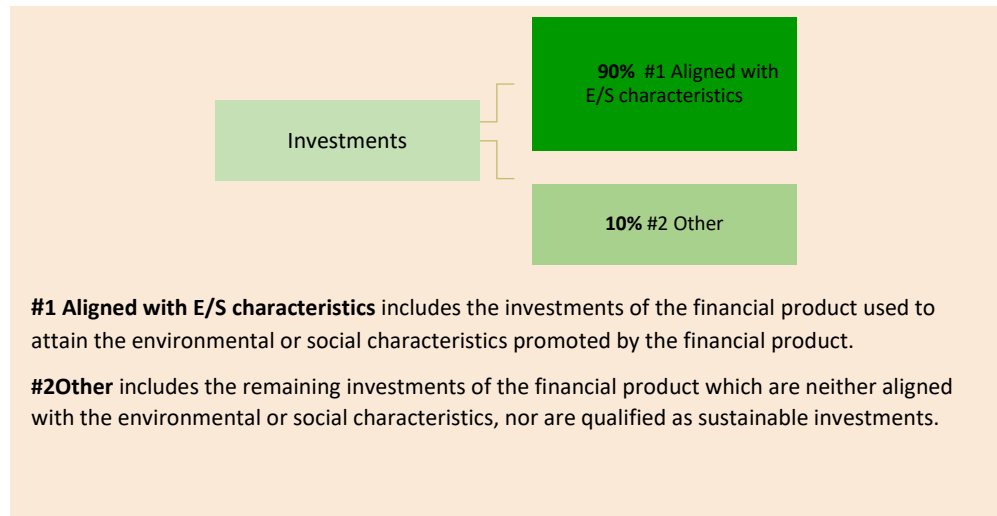 90% #1 Aligned with
E/S characteristics
Investments
10% #2 Other
#1 Aligned with E/S characteristics includes the investments of the financial product used to
attain the environmental or social characteristics promoted by the financial product.
#2Other includes the remaining investments of the financial product which are neither aligned
with the environmental or social characteristics, nor are qualified as sustainable investments.